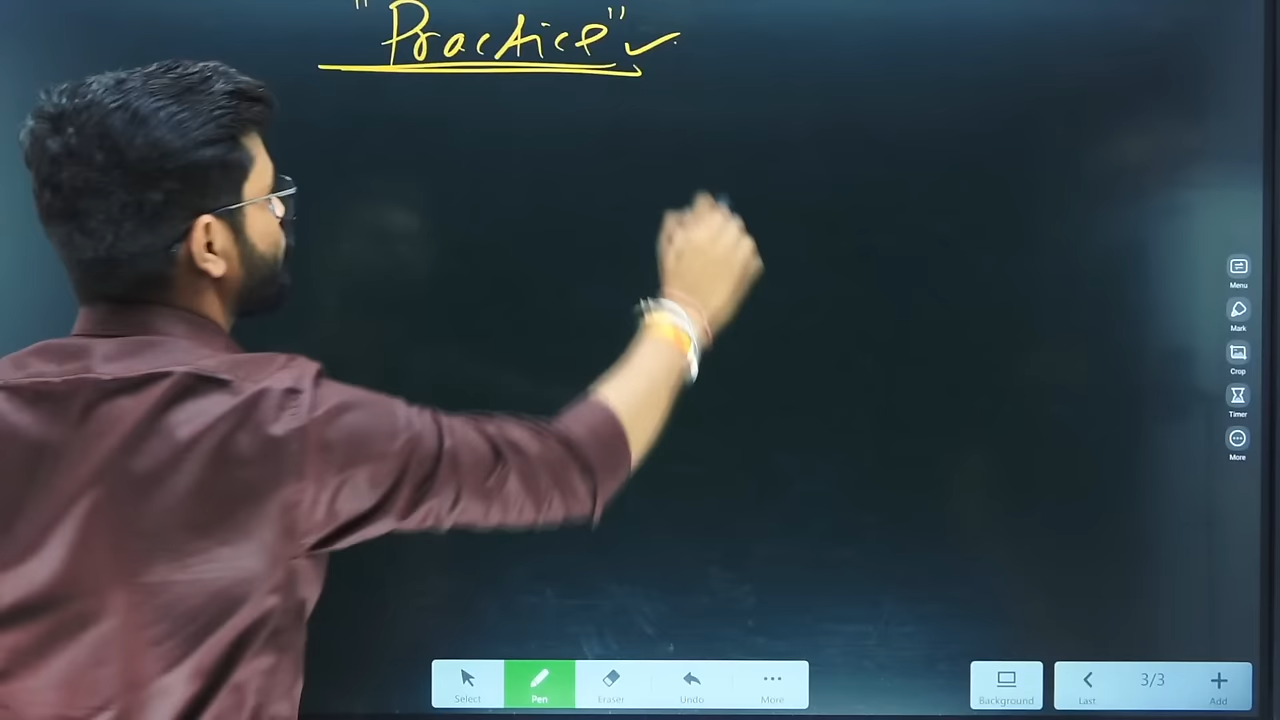 "Practice"
Menu
Mark
Crop
Timer
More
Select
Pen
Eraser
Undo
More
Background
Last
3/3
Add